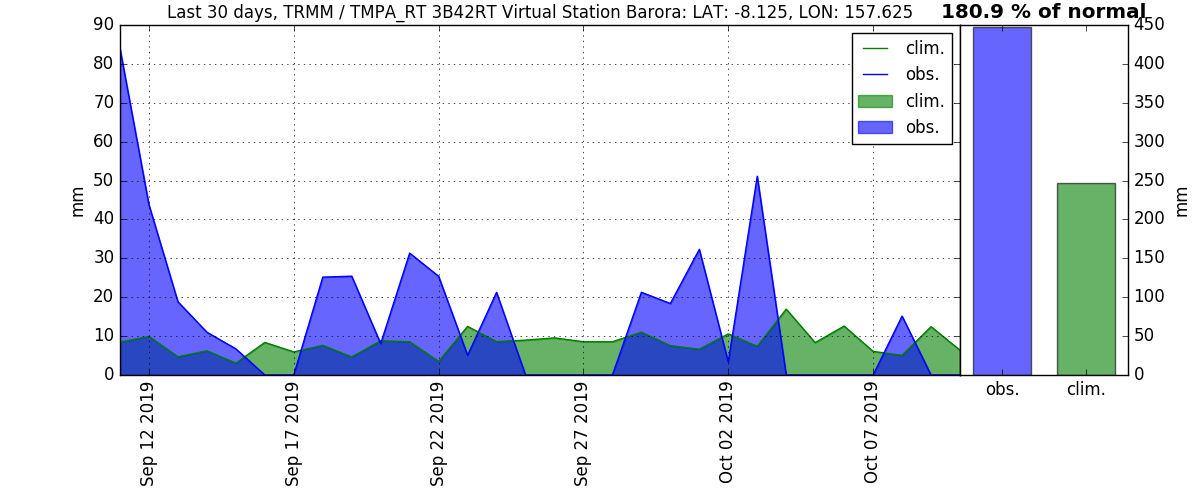 Last 30 days, TRMM / TMPA_RT 3B42RT Virtual Station Barora: LAT: -8.125, LON: 157.625
180.9 % of normal
90
80
70
60
50
40
30
20
10
0
mm
clim.
obs.
clim.
obs.
Sep 12 2019
Sep 17 2019
Sep 22 2019
Sep 27 2019
Oct 02 2019
Oct 07 2019
450
400
350
300
250
200
150
100
50
0
mm
obs.
clim.